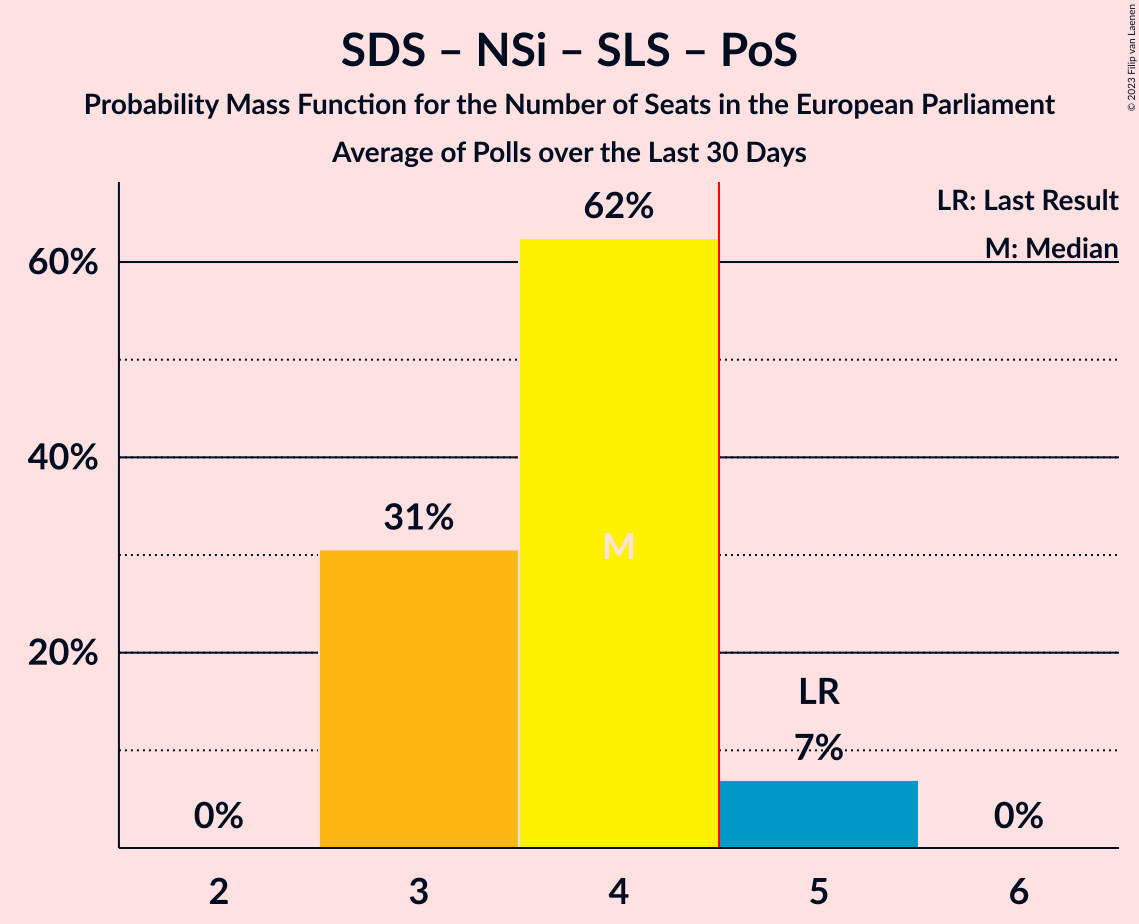 SDS – NSi – SLS – PoS
Probability Mass Function for the Number of Seats in the European Parliament
Average of Polls over the Last 30 Days
© 2023 Filip van Laenen
LR: Last Result
M: Median
60%
40%
20%
0%
31%
62%
M
LR
7%
0%
2
3
4
5
6